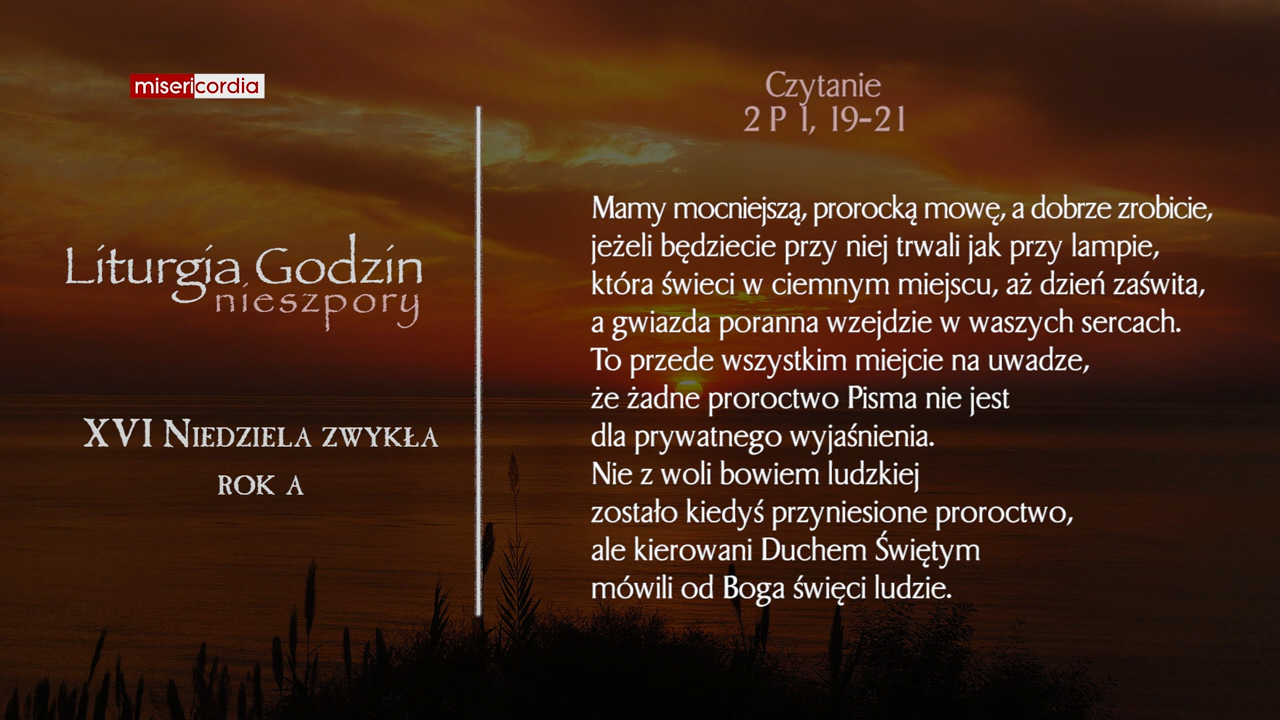 misericordia
Liturgia Godzin
nieszpory
XVI Niedziela zwykła
rok A
Czytanie
2 P 1, 19-21
Mamy mocniejszą, prorocką mowę, a dobrze zrobicie,
jeżeli będziecie przy niej trwali jak przy lampie,
która świeci w ciemnym miejscu, aż dzień zaświta,
a gwiazda poranna wzejdzie w waszych sercach.
To przede wszystkim miejcie na uwadze,
że żadne proroctwo Pisma nie jest
dla prywatnego wyjaśnienia.
Nie z woli bowiem ludzkiej
zostało kiedyś przyniesione proroctwo,
ale kierowani Duchem Świętym
mówili od Boga święci ludzie.